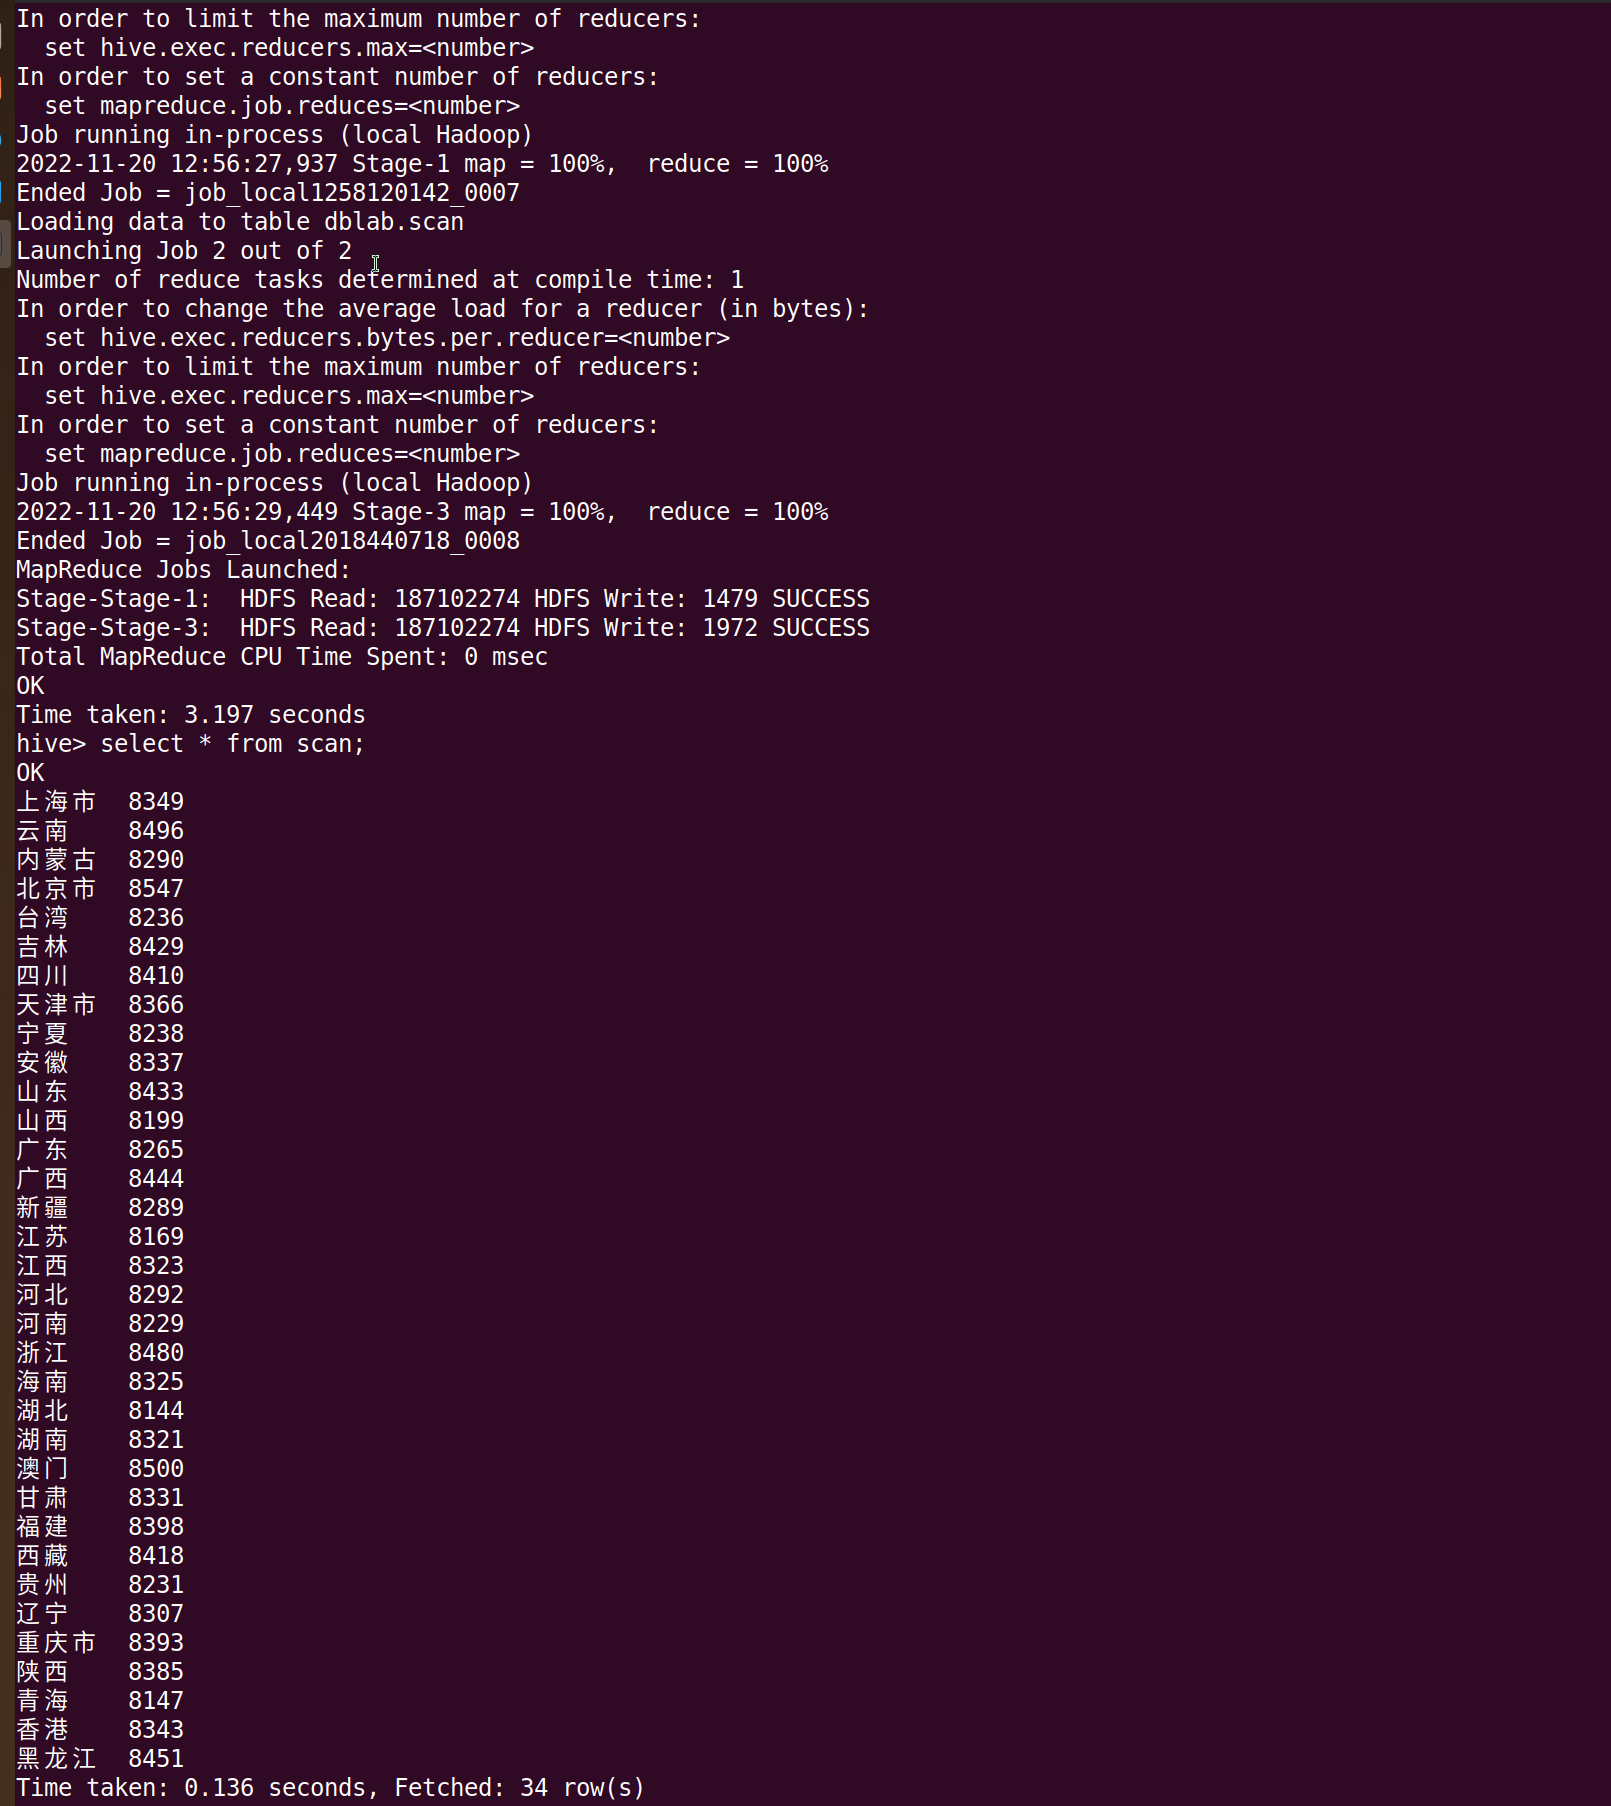 In order to limit the maximum number of reducers:
  set hive.exec.reducers.max=<number>
In order to set a constant number of reducers:
  set mapreduce.job.reduces=<number>
Job running in-process (local Hadoop)
2022-11-20 12:56:27,937 Stage-1 map = 100%,  reduce = 100%
Ended Job = job_local1258120142_0007
Loading data to table dblab.scan
Launching Job 2 out of 2
Number of reduce tasks determined at compile time: 1
In order to change the average load for a reducer (in bytes):
  set hive.exec.reducers.bytes.per.reducer=<number>
In order to limit the maximum number of reducers:
  set hive.exec.reducers.max=<number>
In order to set a constant number of reducers:
  set mapreduce.job.reduces=<number>
Job running in-process (local Hadoop)
2022-11-20 12:56:29,449 Stage-3 map = 100%,  reduce = 100%
Ended Job = job_local2018440718_0008
MapReduce Jobs Launched:
Stage-Stage-1:  HDFS Read: 187102274 HDFS Write: 1479 SUCCESS
Stage-Stage-3:  HDFS Read: 187102274 HDFS Write: 1972 SUCCESS
Total MapReduce CPU Time Spent: 0 msec
OK
Time taken: 3.197 seconds
hive> select * from scan;
OK
上海市	8349
云南	8496
内蒙古	8290
北京市	8547
台湾	8236
吉林	8429
四川	8410
天津市	8366
宁夏	8238
安徽	8337
山东	8433
山西	8199
广东	8265
广西	8444
新疆	8289
江苏	8169
江西	8323
河北	8292
河南	8229
浙江	8480
海南	8325
湖北	8144
湖南	8321
澳门	8500
甘肃	8331
福建	8398
西藏	8418
贵州	8231
辽宁	8307
重庆市	8393
陕西	8385
青海	8147
香港	8343
黑龙江	8451
Time taken: 0.136 seconds, Fetched: 34 row(s)